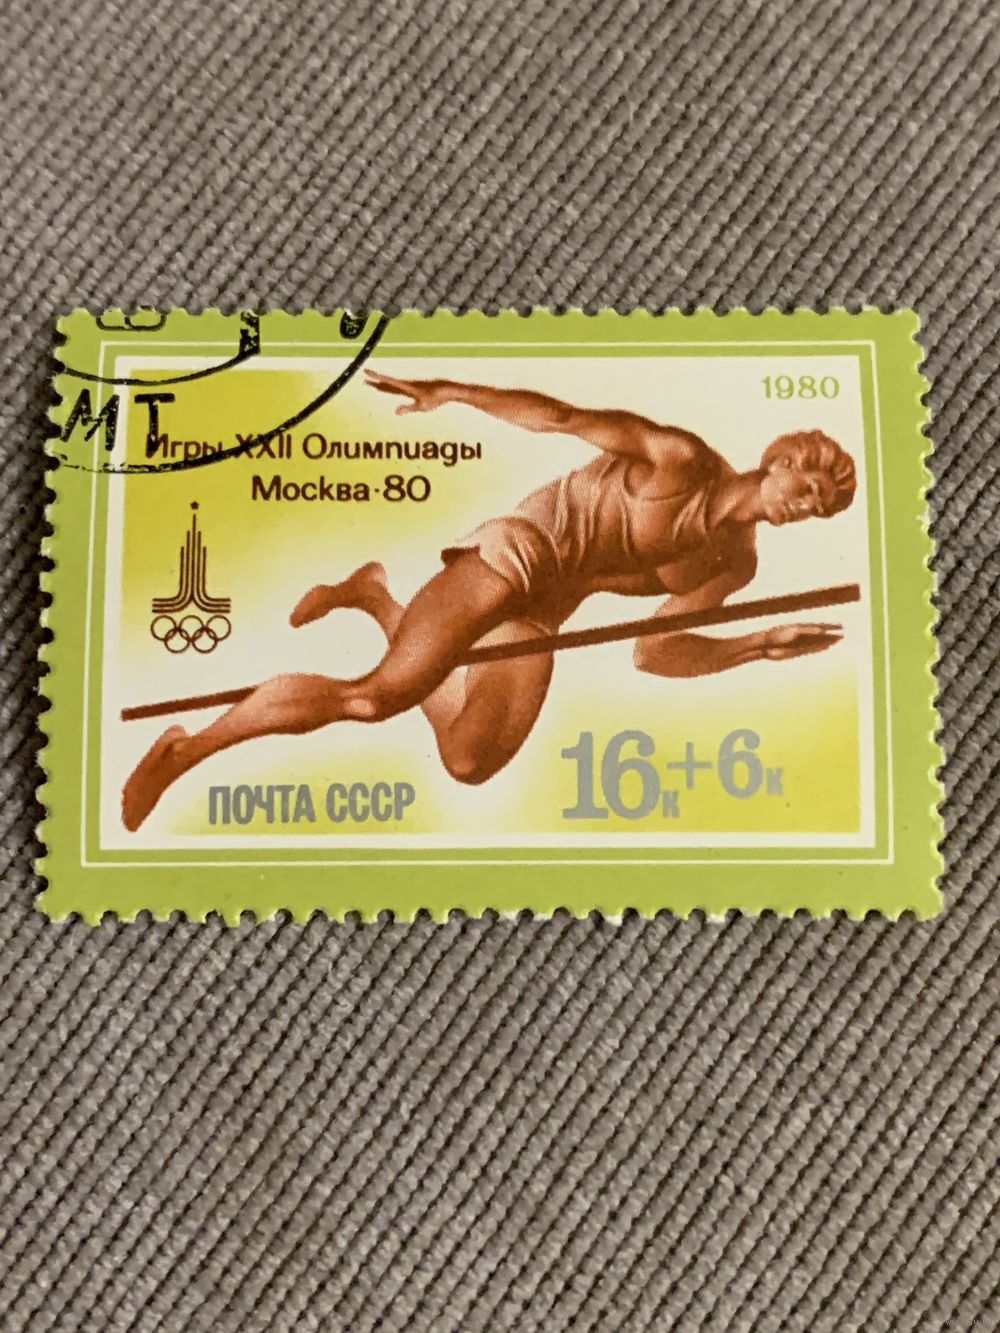 МТ
1980
Игры XXII Олимпиады
Москва·80
16к+6к
ПОЧТА СССР